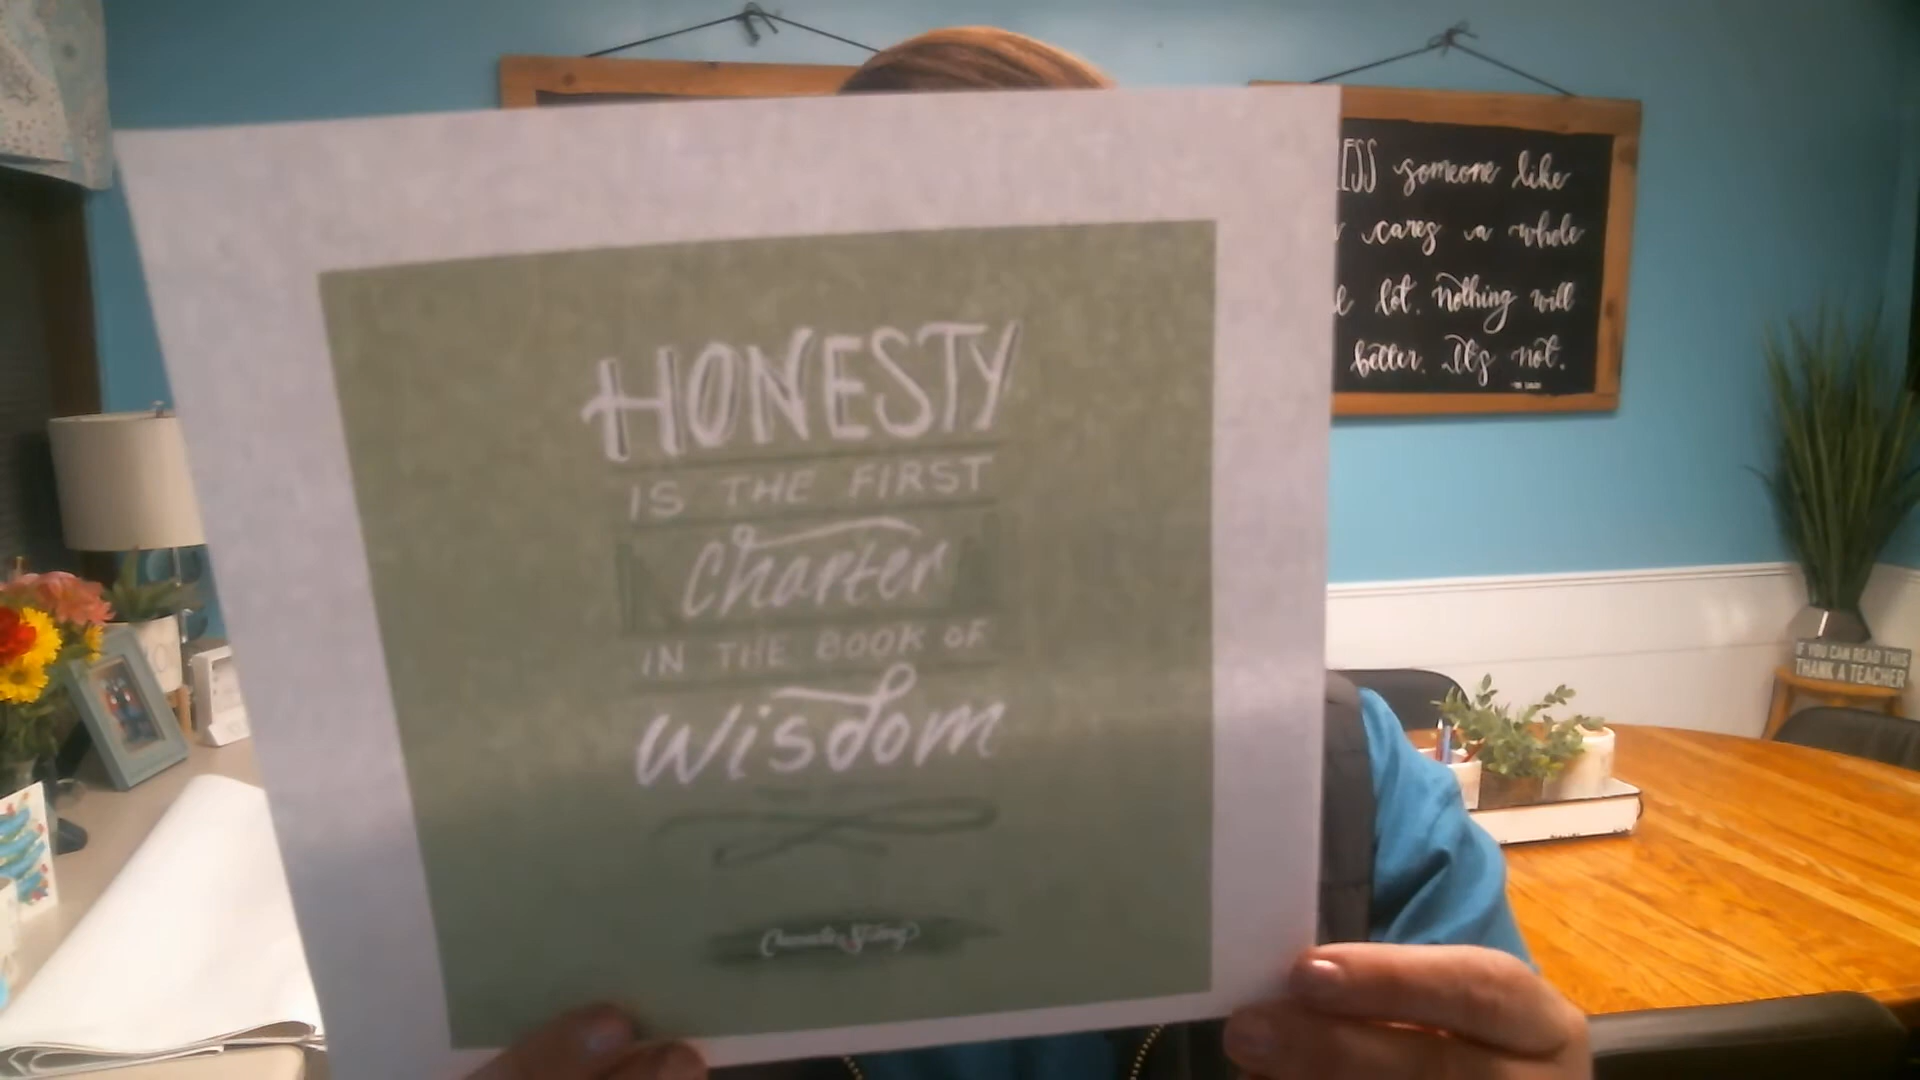 HONESTY
IS THE FIRST
Chapter
IN THE BOOK OF
Wisdom
someone like
cares a whole
lot. Nothing will
better. It's not.
IF YOU CAN READ THIS
THANK A TEACHER